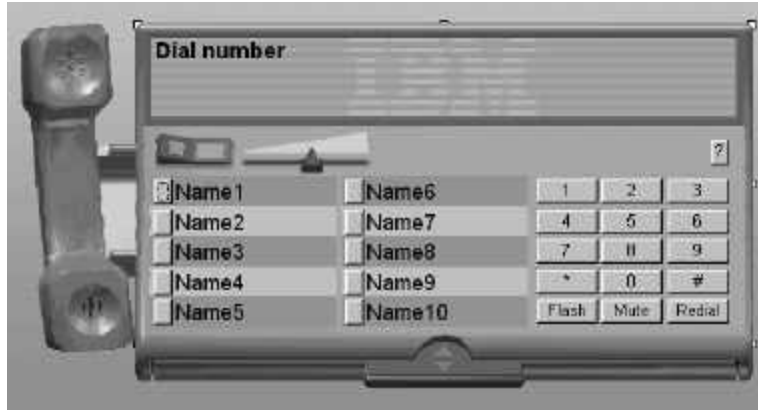 Dial number
IBM
?
Name1 Name6 1 2 3
Name2 Name7 4 5 6
Name3 Name8 7 8 9
Name4 Name9 * 0 #
Name5 Name10 Flash Mute Redial